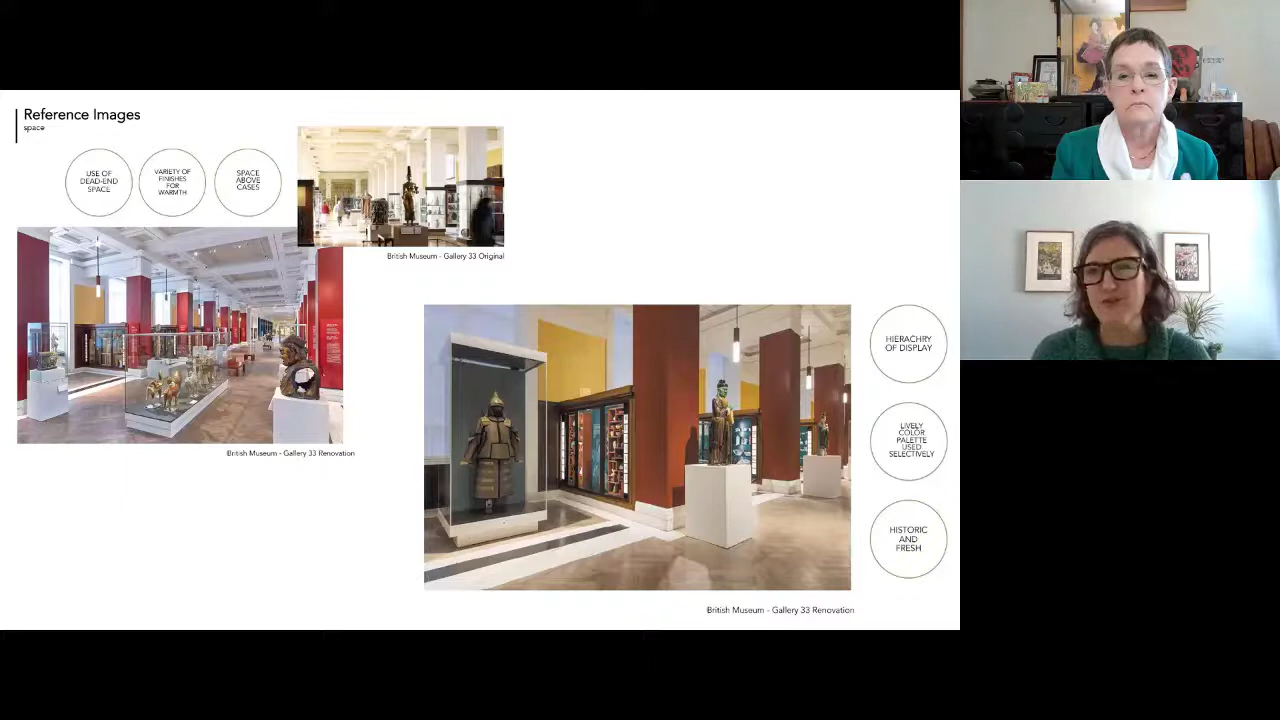 Reference Images
space
USE OF
DEAD-END
SPACE
VARIETY OF
FINISHES
FOR
WARMTH
SPACE
ABOVE
CASES
British Museum - Gallery 33 Original
British Museum - Gallery 33 Renovation
HIERACHRY
OF DISPLAY
LIVELY
COLOR
PALETTE
USED
SELECTIVELY
HISTORIC
AND
FRESH
British Museum - Gallery 33 Renovation